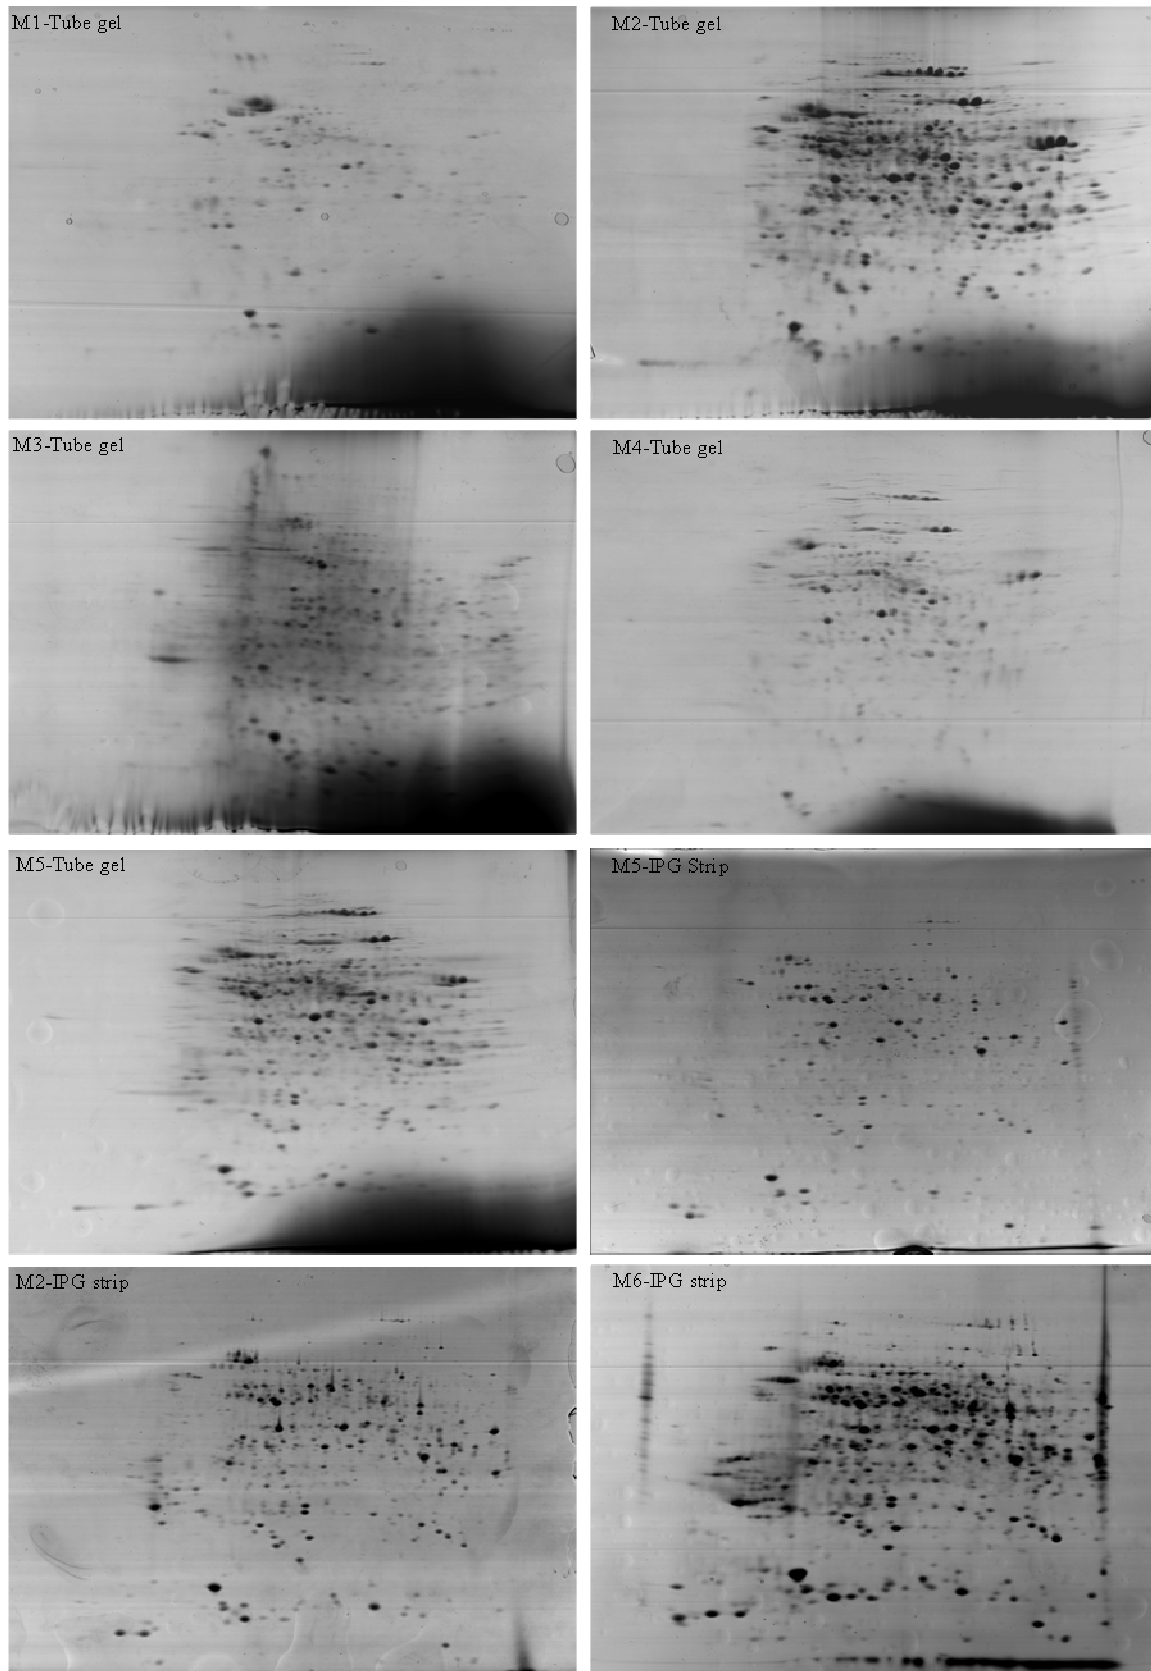 M1-Tube gel
M2-Tube gel
M3-Tube gel
M4-Tube gel
M5-Tube gel
M5-IPG Strip
M2-IPG strip
M6-IPG strip